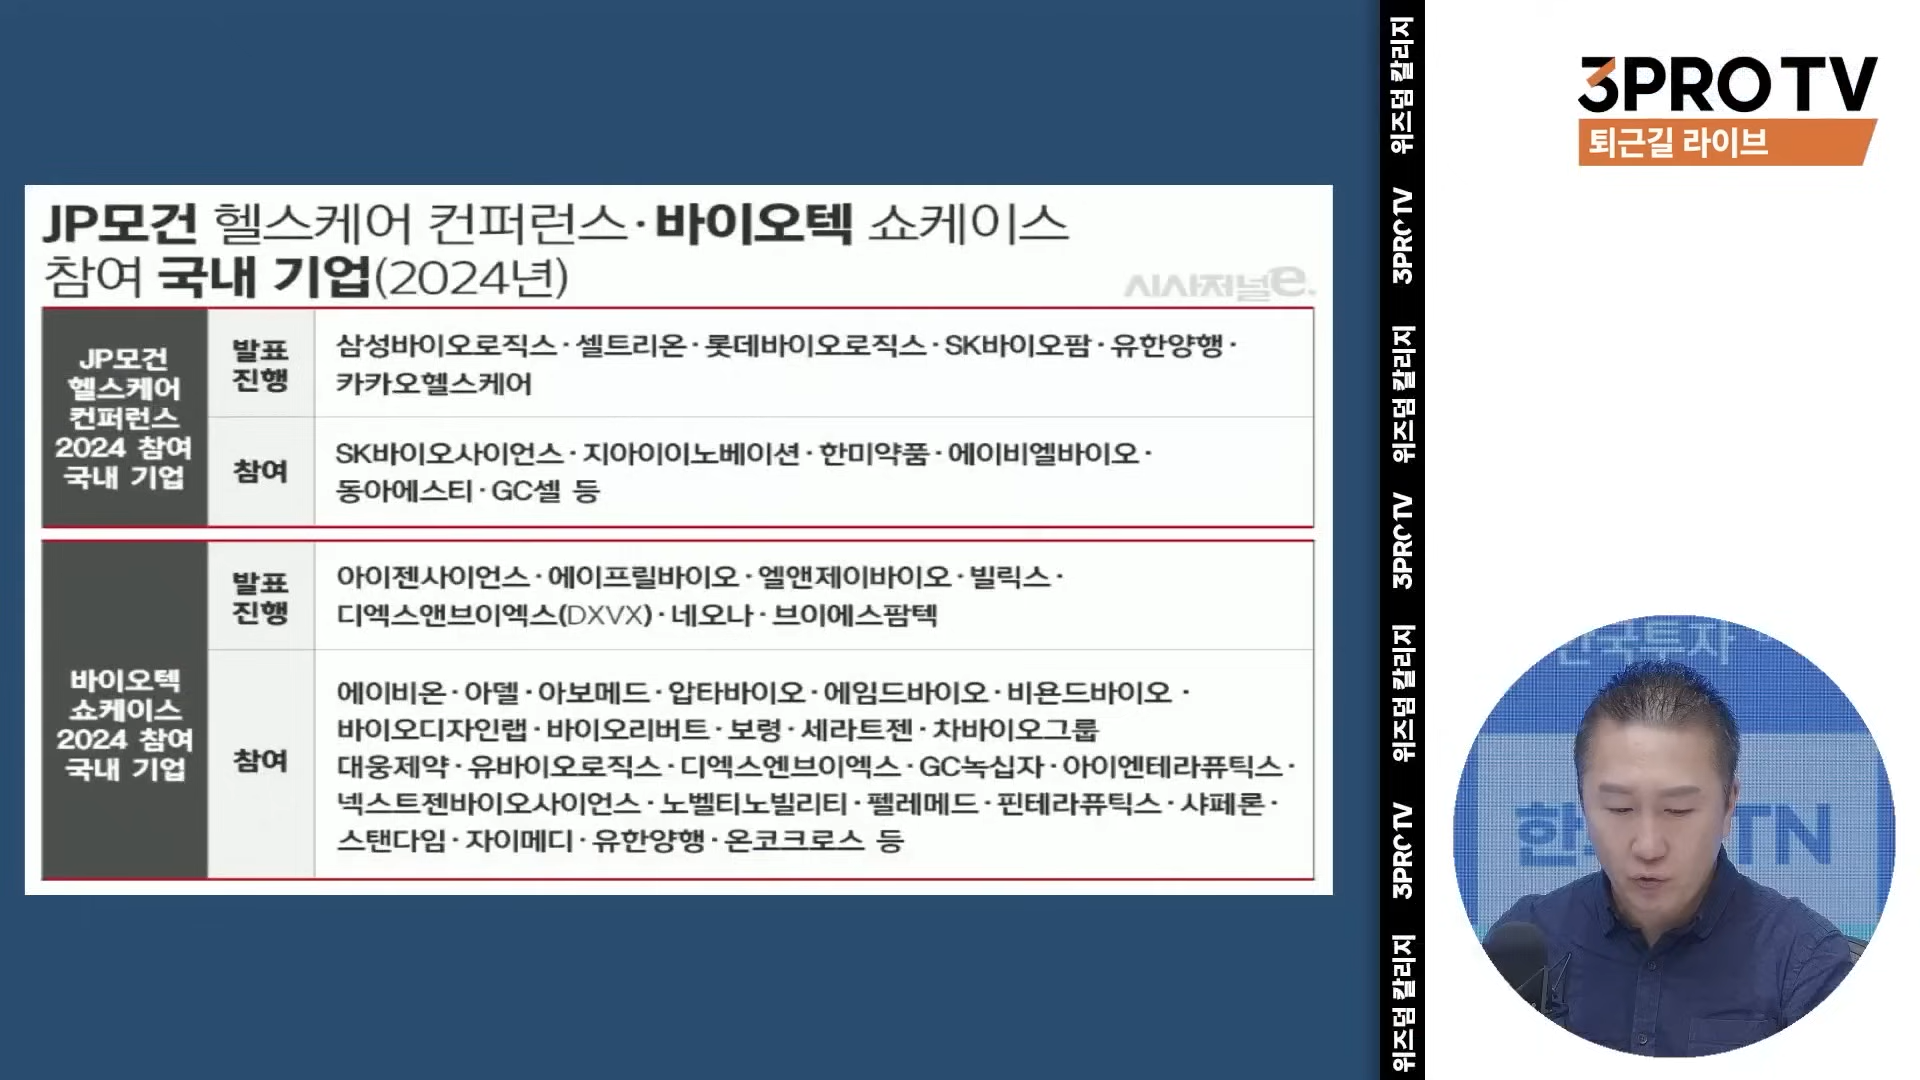 JP모건 헬스케어 컨퍼런스·바이오텍 쇼케이스
참여 국내 기업(2024년)
시사저널e.
JP모건
헬스케어
컨퍼런스
2024 참여
국내 기업
발표
진행
삼성바이오로직스·셀트리온·롯데바이오로직스·SK바이오팜·유한양행·
카카오헬스케어
참여
SK바이오사이언스·지아이이노베이션·한미약품·에이비엘바이오·
동아에스티·GC셀 등
바이오텍
쇼케이스
2024 참여
국내 기업
발표
진행
아이젠사이언스·에이프릴바이오·엘앤제이바이오·빌릭스·
디엑스앤브이엑스(DXVX)·네오나·브이에스팜텍
참여
에이비온·아델·아보메드·압타바이오·에임드바이오·비욘드바이오 ·
바이오디자인랩·바이오리버트·보령·세라트젠·차바이오그룹
대웅제약·유바이오로직스·디엑스엔브이엑스·GC녹십자·아이엔테라퓨틱스·
넥스트젠바이오사이언스·노벨티노빌리티·펠레메드·핀테라퓨틱스·샤페론·
스탠다임·자이메디·유한양행·온코크로스 등
위즈덤 칼리지
3PROTV
위즈덤 칼리지
3PROTV
위즈덤 칼리지
3PROTV
위즈덤 칼리지
3PRO TV
퇴근길 라이브
한국투자
TN